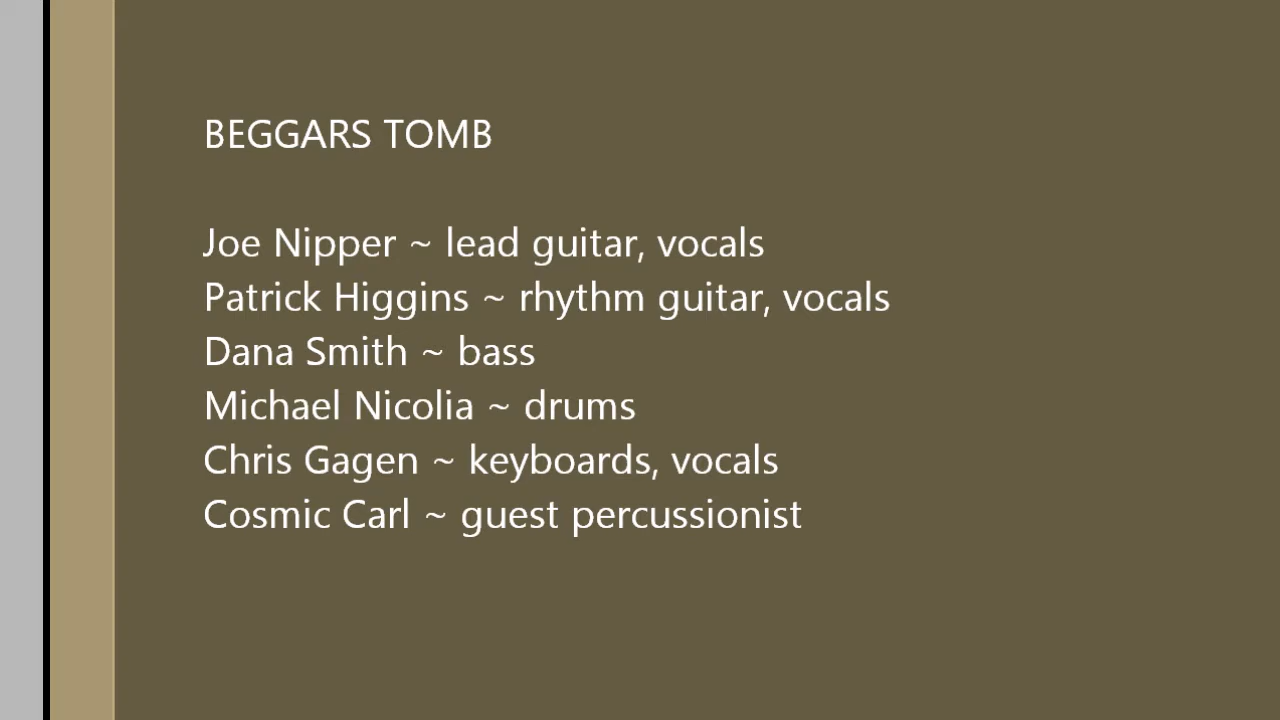 BEGGARS TOMB
Joe Nipper ~ lead guitar, vocals
Patrick Higgins ~ rhythm guitar, vocals
Dana Smith ~ bass
Michael Nicolia ~ drums
Chris Gagen ~ keyboards, vocals
Cosmic Carl ~ guest percussionist